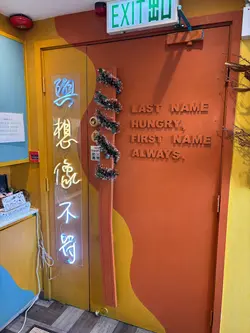 EXIT 出口
與想像不符
LAST NAME
HUNGRY,
FIRST NAME
ALWAYS.